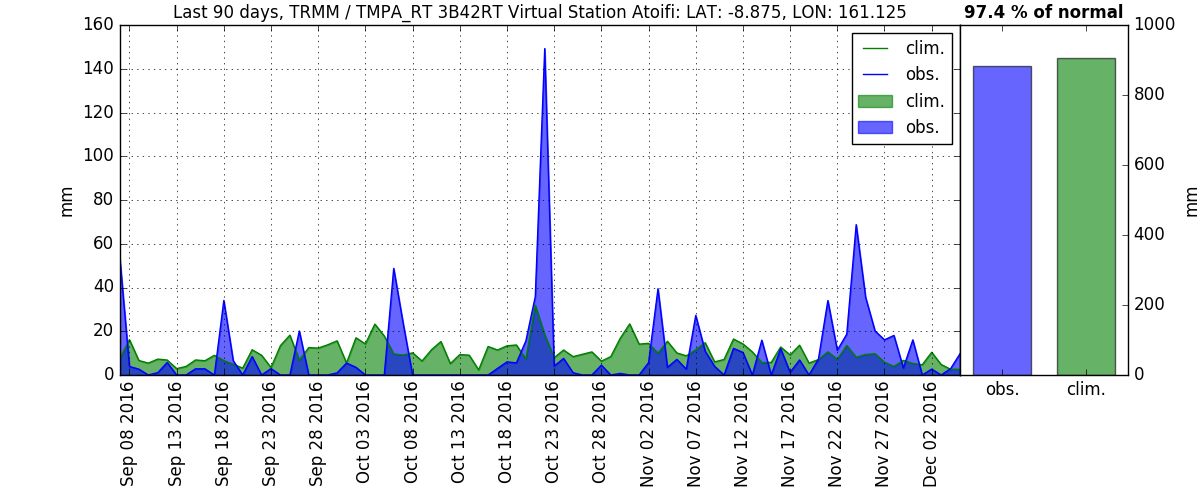 Last 90 days, TRMM / TMPA_RT 3B42RT Virtual Station Atoifi: LAT: -8.875, LON: 161.125
97.4 % of normal
160
140
120
100
80
60
40
20
0
mm
clim.
obs.
clim.
obs.
Sep 08 2016
Sep 13 2016
Sep 18 2016
Sep 23 2016
Sep 28 2016
Oct 03 2016
Oct 08 2016
Oct 13 2016
Oct 18 2016
Oct 23 2016
Oct 28 2016
Nov 02 2016
Nov 07 2016
Nov 12 2016
Nov 17 2016
Nov 22 2016
Nov 27 2016
Dec 02 2016
1000
800
600
400
200
0
mm
obs.
clim.